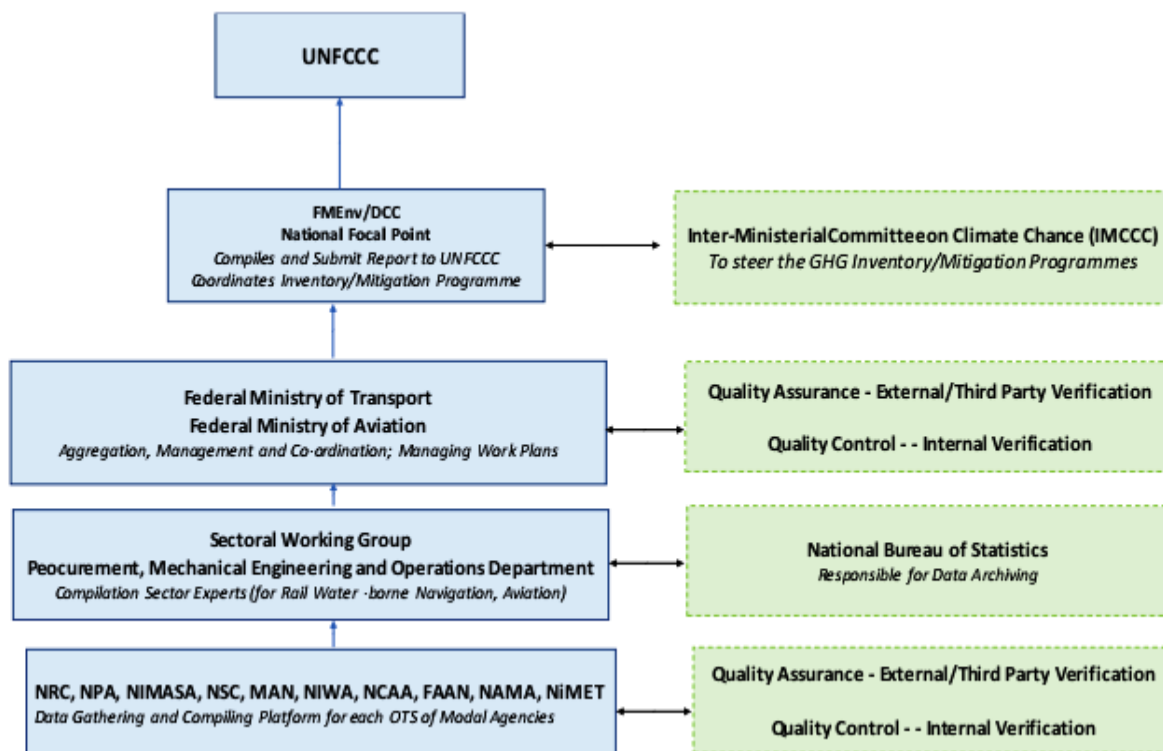 UNFCCC
FMEnv/DCC
National Focal Point
Compiles and Submit Report to UNFCCC
Coordinates Inventory/Mitigation Programme
Inter-MinisterialCommitteeon Climate Chance (IMCCC)
To steer the GHG Inventory/Mitigation Programmes
Federal Ministry of Transport
Federal Ministry of Aviation
Aggregation, Management and Co-ordination; Managing Work Plans
Quality Assurance - External/Third Party Verification
Quality Control - - Internal Verification
Sectoral Working Group
Peocurement, Mechanical Engineering and Operations Department
Compilation Sector Experts (for Rail Water -borne Navigation, Aviation)
National Bureau of Statistics
Responsible for Data Archiving
NRC, NPA, NIMASA, NSC, MAN, NIWA, NCAA, FAAN, NAMA, NiMET
Data Gathering and Compiling Platform for each OTS of Modal Agencies
Quality Assurance - External/Third Party Verification
Quality Control - - Internal Verification